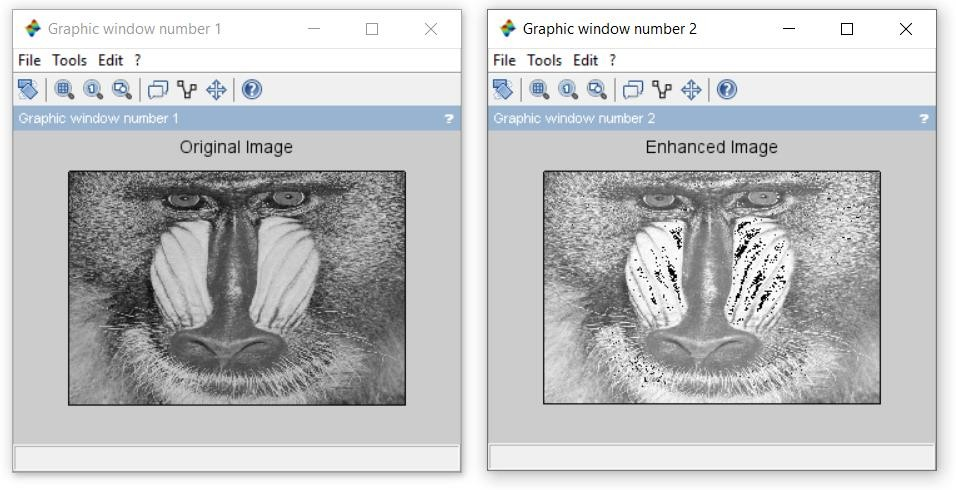 Graphic window number 1
File Tools Edit ?
Graphic window number 1 ?
Original Image
Graphic window number 2
File Tools Edit ?
Graphic window number 2 ?
Enhanced Image